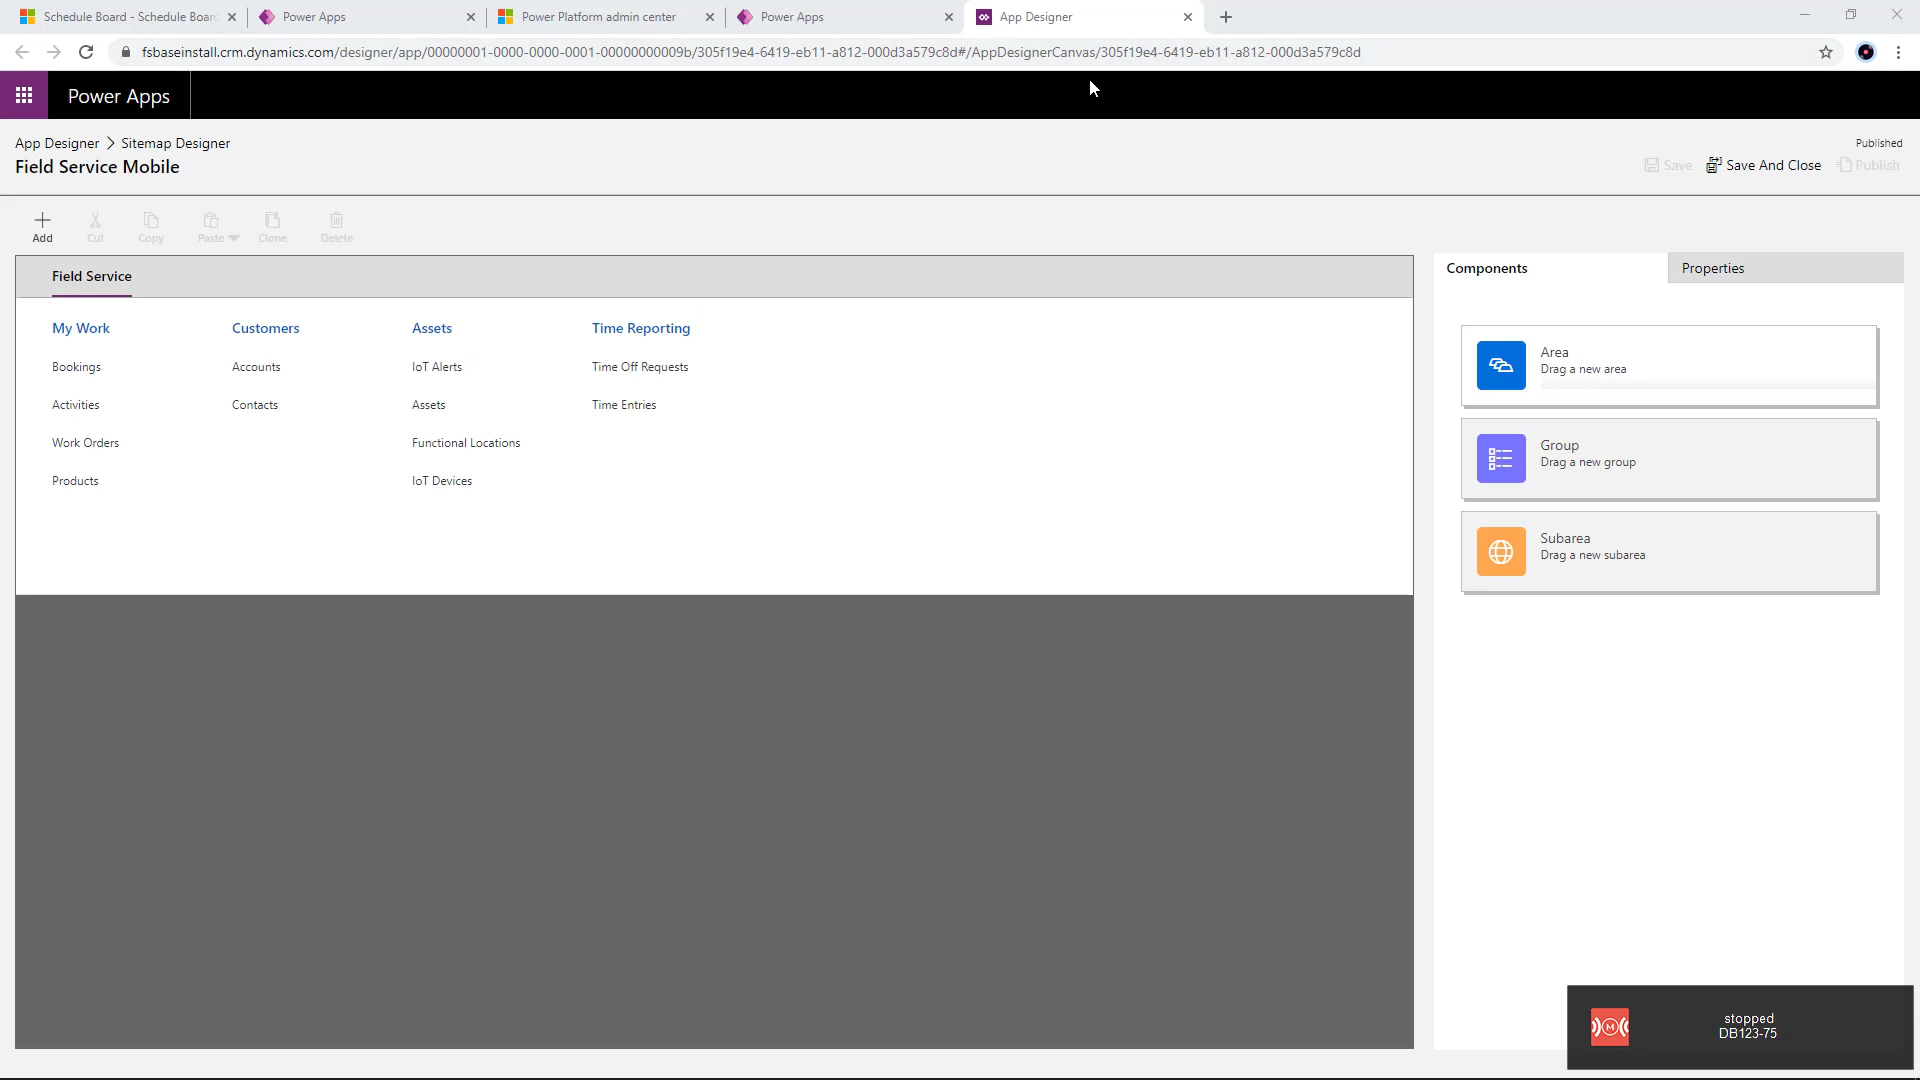 Schedule Board - Schedule Boar
Power Apps
Power Platform admin center
Power Apps
App Designer
fsbaseinstall.crm.dynamics.com/designer/app/00000001-0000-0000-0001-00000000009b/305f19e4-6419-eb11-a812-000d3a579c8d#/AppDesignerCanvas/305f19e4-6419-eb11-a812-000d3a579c8d
Power Apps
App Designer > Sitemap Designer
Published
Field Service Mobile
Save
Save And Close
Publish
Add
Cut
Copy
Paste
Clone
Delete
Field Service
My Work
Customers
Assets
Time Reporting
Bookings
Accounts
IoT Alerts
Time Off Requests
Activities
Contacts
Assets
Time Entries
Work Orders
Functional Locations
Products
IoT Devices
Components
Properties
Area
Drag a new area
Group
Drag a new group
Subarea
Drag a new subarea
M
stopped
DB123-75